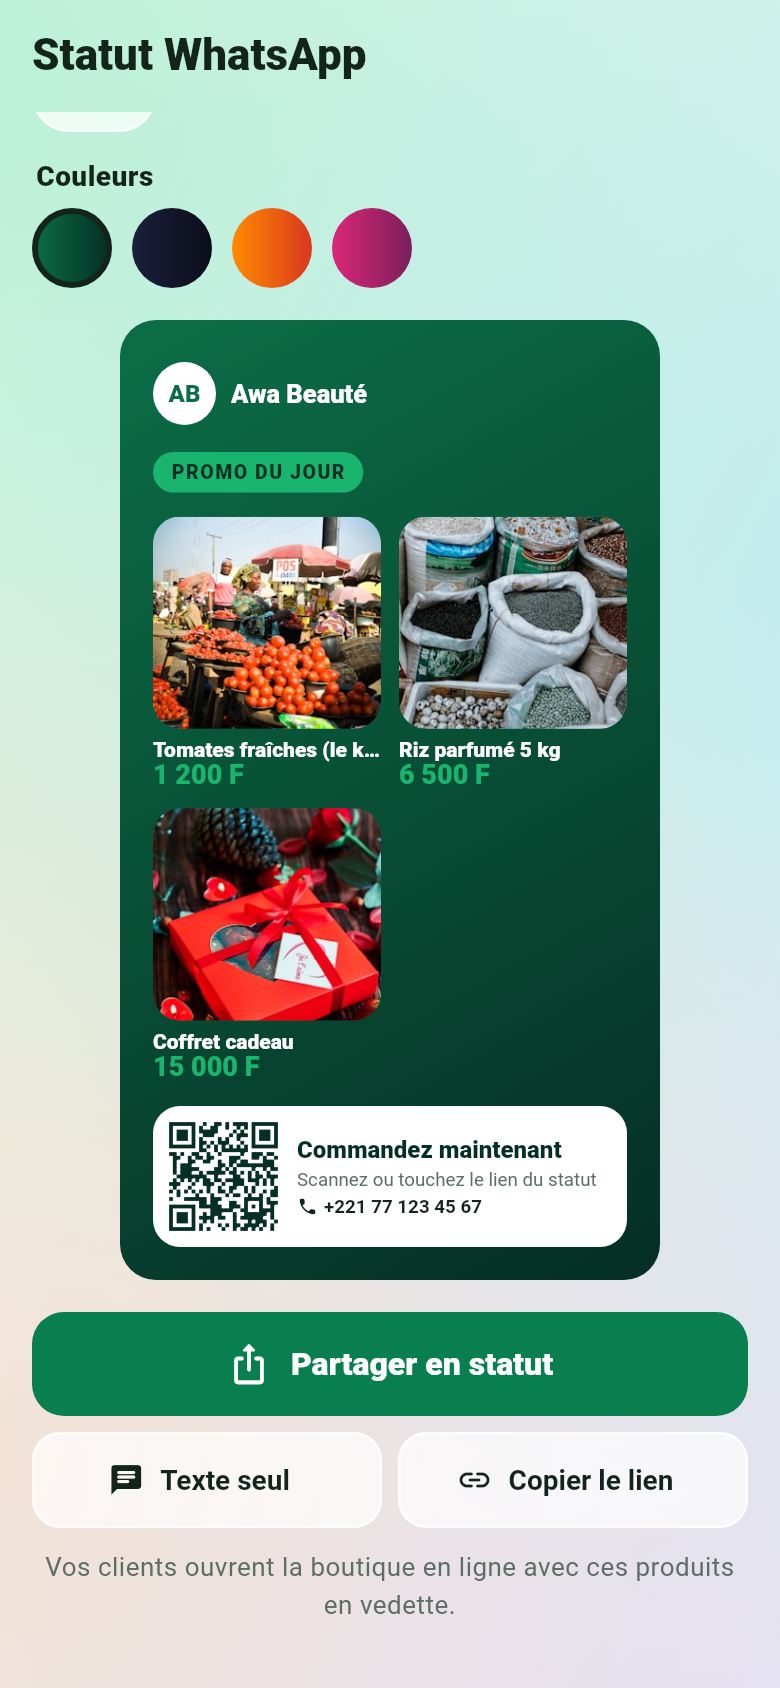 Statut WhatsApp
Couleurs
AB
Awa Beauté
PROMO DU JOUR
POS
DATA
Tomates fraîches (le k...
1 200 F
Riz parfumé 5 kg
6 500 F
Je t'aime
Coffret cadeau
15 000 F
Commandez maintenant
Scannez ou touchez le lien du statut
+221 77 123 45 67
Partager en statut
Texte seul
Copier le lien
Vos clients ouvrent la boutique en ligne avec ces produits
en vedette.